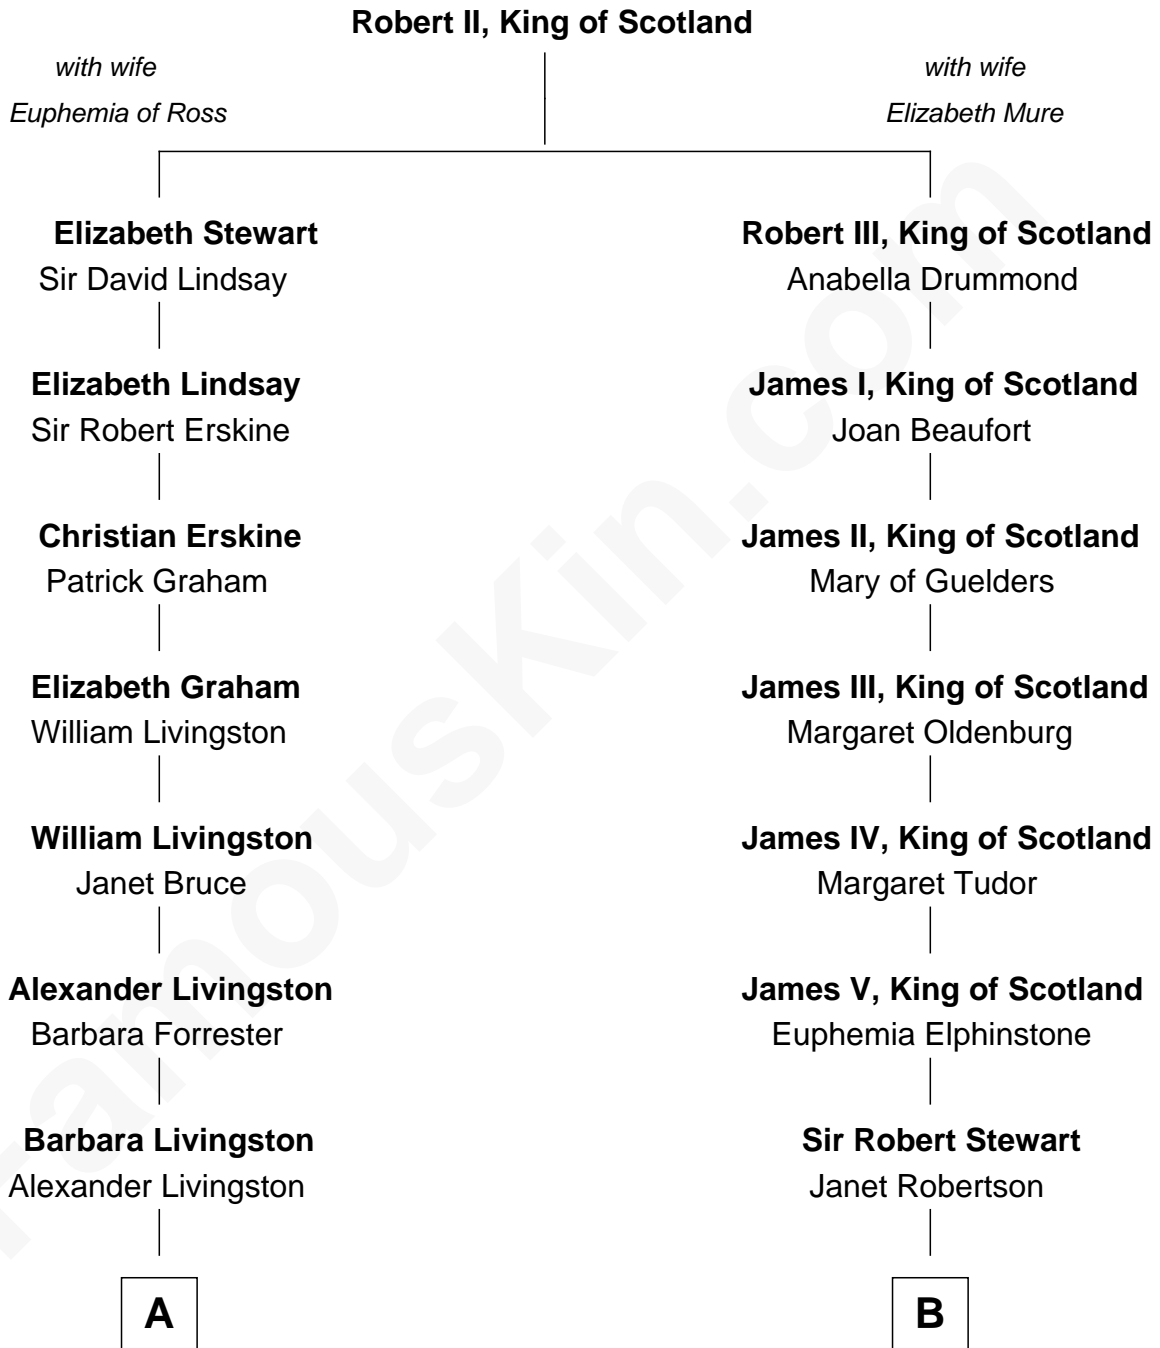 Robert II, King of Scotland
with wife
Euphemia of Ross
with wife
Elizabeth Mure
Elizabeth Stewart
Sir David Lindsay
Robert III, King of Scotland
Anabella Drummond
Elizabeth Lindsay
Sir Robert Erskine
James I, King of Scotland
Joan Beaufort
Christian Erskine
Patrick Graham
James II, King of Scotland
Mary of Guelders
Elizabeth Graham
William Livingston
James III, King of Scotland
Margaret Oldenburg
William Livingston
Janet Bruce
James IV, King of Scotland
Margaret Tudor
Alexander Livingston
Barbara Forrester
James V, King of Scotland
Euphemia Elphinstone
Barbara Livingston
Alexander Livingston
Sir Robert Stewart
Janet Robertson
A
B
FamousKin.com